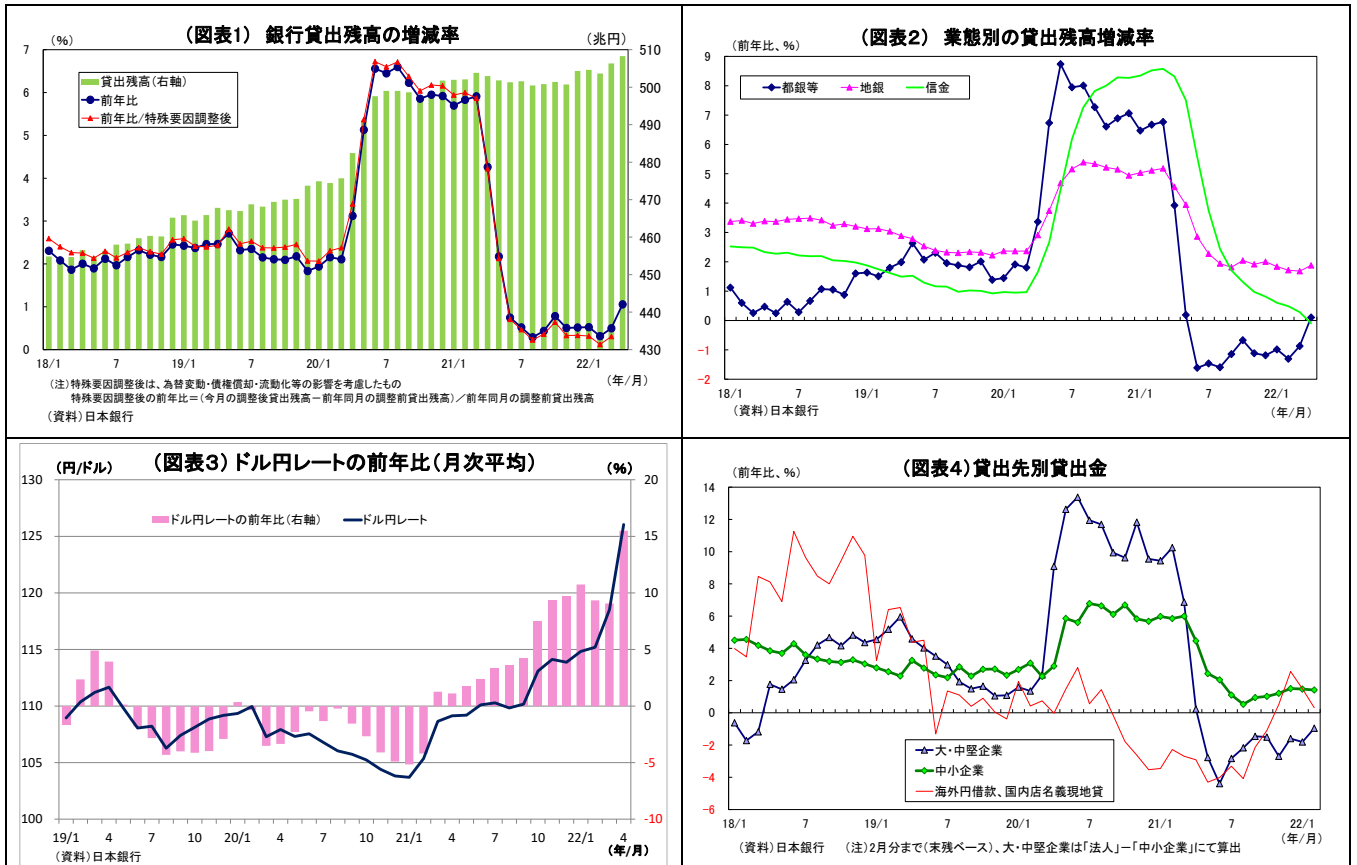 (図表1) 銀行貸出残高の増減率
(%)
(兆円)
貸出残高(右軸)
前年比
前年比/特殊要因調整後
7
6
5
4
3
2
1
0
510
500
490
480
470
460
450
440
430
18/1 7 19/1 7 20/1 7 21/1 7 22/1
(年/月)
(注)特殊要因調整後は、為替変動・債権償却・流動化等の影響を考慮したもの
特殊要因調整後の前年比=(今月の調整後貸出残高-前年同月の調整前貸出残高)/前年同月の調整前貸出残高
(資料)日本銀行
(図表2) 業態別の貸出残高増減率
(前年比、%)
都銀等 地銀 信金
9
8
7
6
5
4
3
2
1
0
-1
-2
18/1 7 19/1 7 20/1 7 21/1 7 22/1
(年/月)
(資料)日本銀行
(図表3)ドル円レートの前年比(月次平均)
(円/ドル)
(%)
ドル円レートの前年比(右軸) ドル円レート
130
125
120
115
110
105
100
20
15
10
5
0
-5
-10
19/1 4 7 10 20/1 4 7 10 21/1 4 7 10 22/1 4
(年/月)
(資料)日本銀行
(図表4)貸出先別貸出金
(前年比、%)
14
12
10
8
6
4
2
0
-2
-4
-6
大・中堅企業
中小企業
海外円借款、国内店名義現地貸
18/1 7 19/1 7 20/1 7 21/1 7 22/1
(年/月)
(資料)日本銀行 (注)2月分まで(末残ベース)、大・中堅企業は「法人」-「中小企業」にて算出